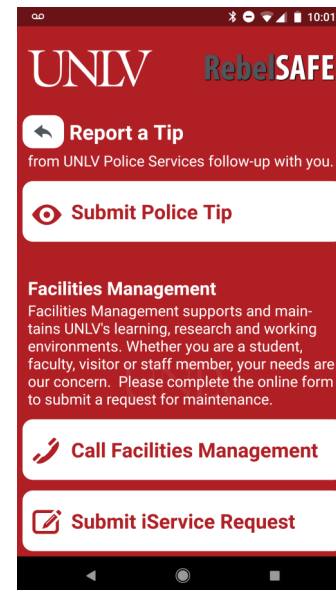 10:01
UNLV RebelSAFE
Report a Tip
from UNLV Police Services follow-up with you.
Submit Police Tip
Facilities Management
Facilities Management supports and main-
tains UNLV's learning, research and working
environments. Whether you are a student,
faculty, visitor or staff member, your needs are
our concern. Please complete the online form
to submit a request for maintenance.
Call Facilities Management
Submit iService Request